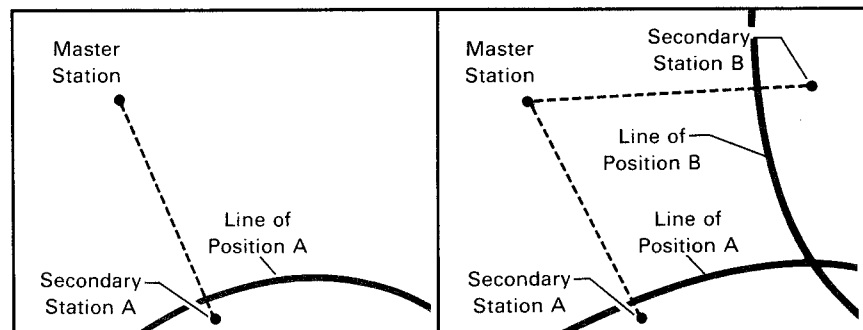 Master
Station
Line of
Position A
Secondary
Station A
Master
Station
Secondary
Station B
Line of
Position B
Line of
Position A
Secondary
Station A